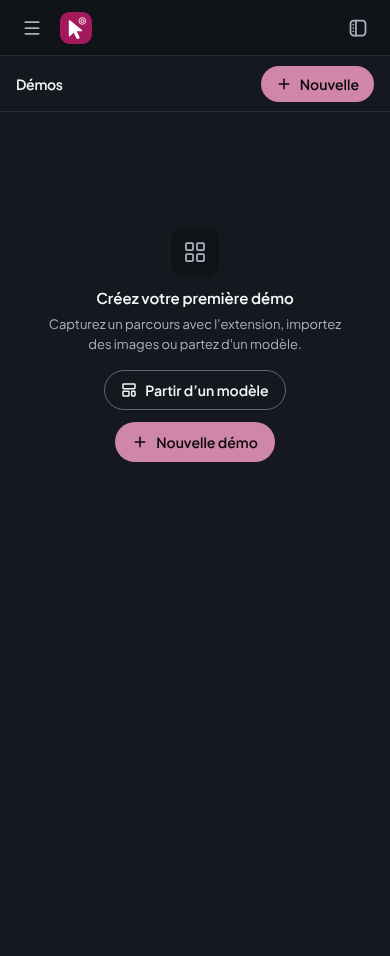 Démos
Nouvelle
Créez votre première démo
Capturez un parcours avec l'extension, importez
des images ou partez d'un modèle.
Partir d’un modèle
Nouvelle démo